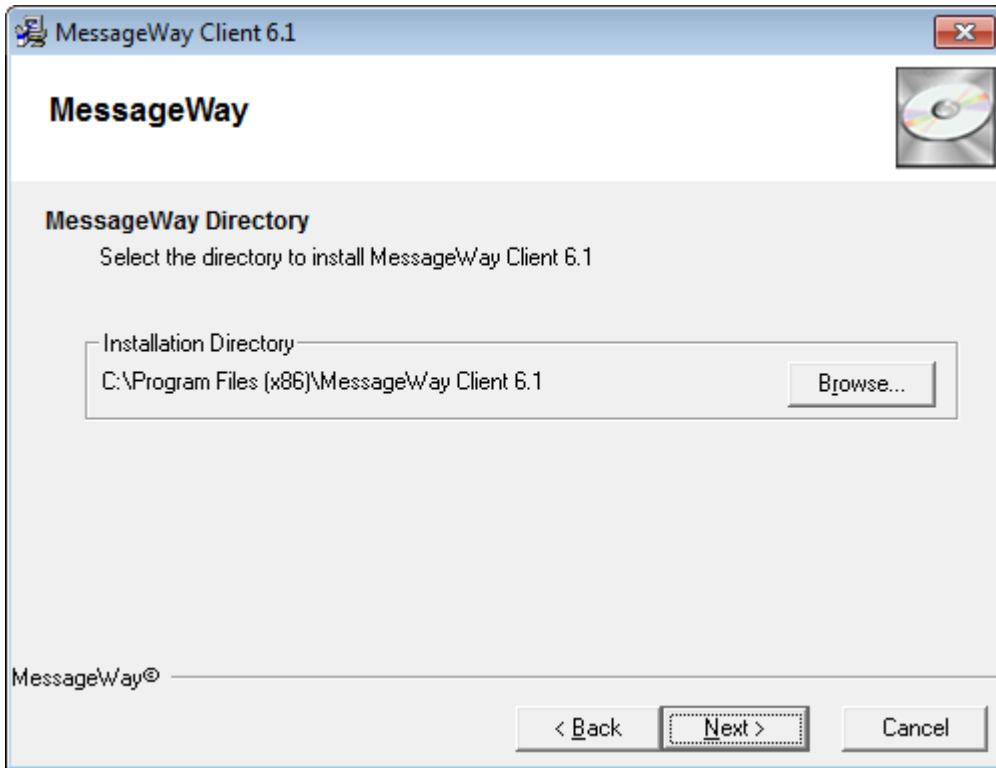 MessageWay Client 6.1
MessageWay
MessageWay Directory
Select the directory to install MessageWay Client 6.1
Installation Directory
C:\Program Files (x86)\MessageWay Client 6.1
Browse...
MessageWay©
< Back
Next >
Cancel